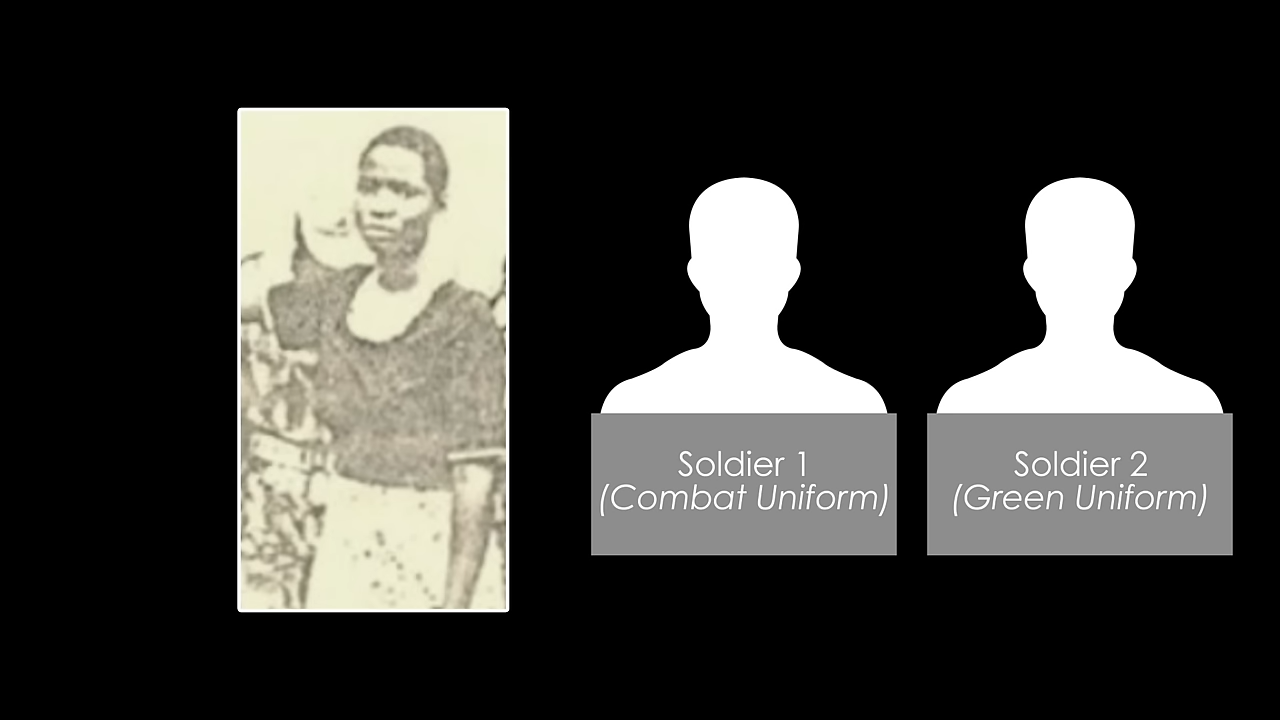 Soldier 1
(Combat Uniform)
Soldier 2
(Green Uniform)